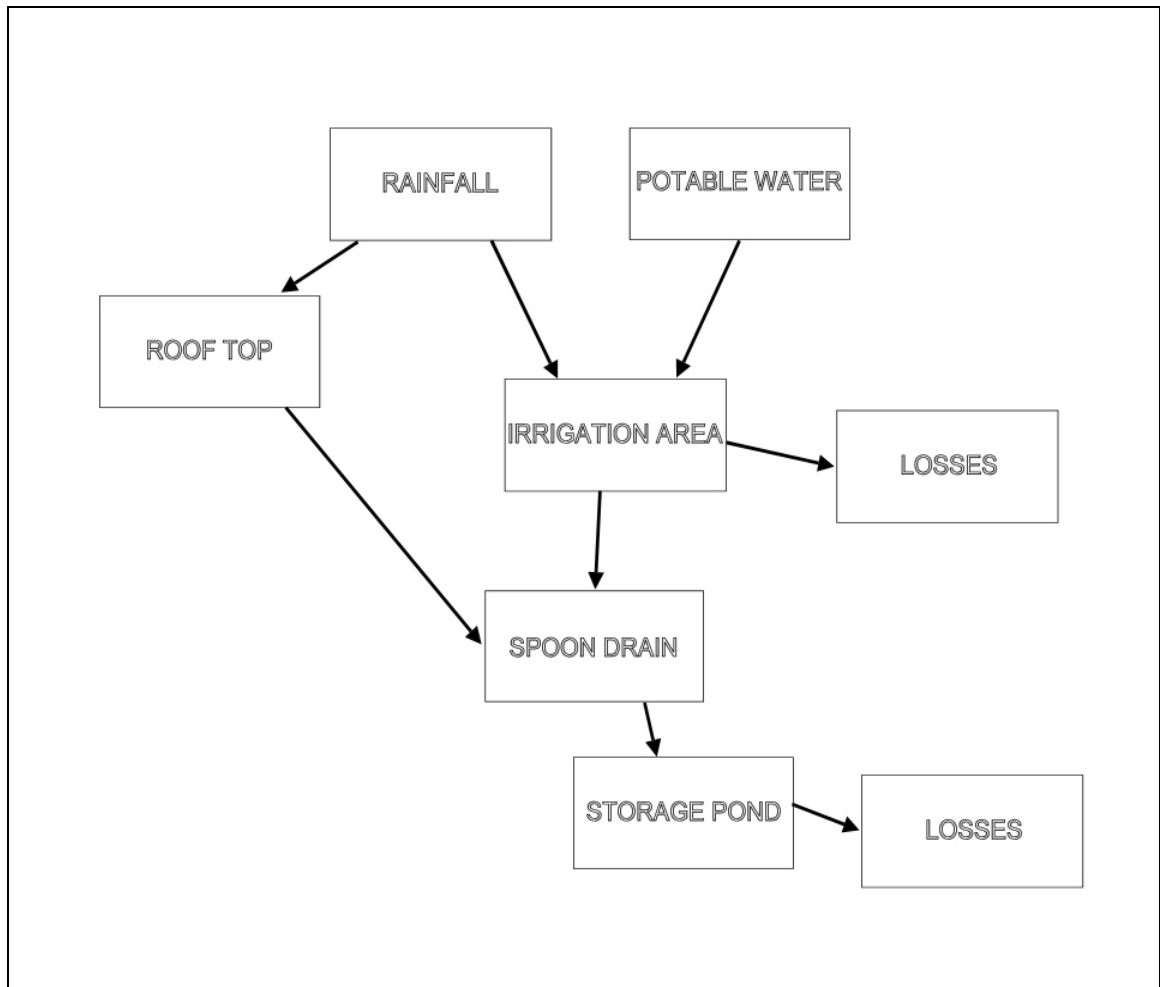 RAINFALL
POTABLE WATER
ROOF TOP
IRRIGATION AREA
LOSSES
SPOON DRAIN
STORAGE POND
LOSSES